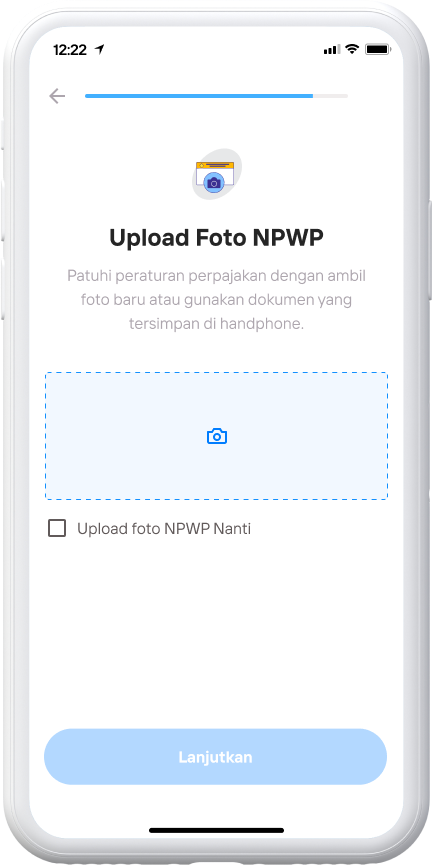 12:22
Upload Foto NPWP
Patuhi peraturan perpajakan dengan ambil
foto baru atau gunakan dokumen yang
tersimpan di handphone.
Upload foto NPWP Nanti
Lanjutkan